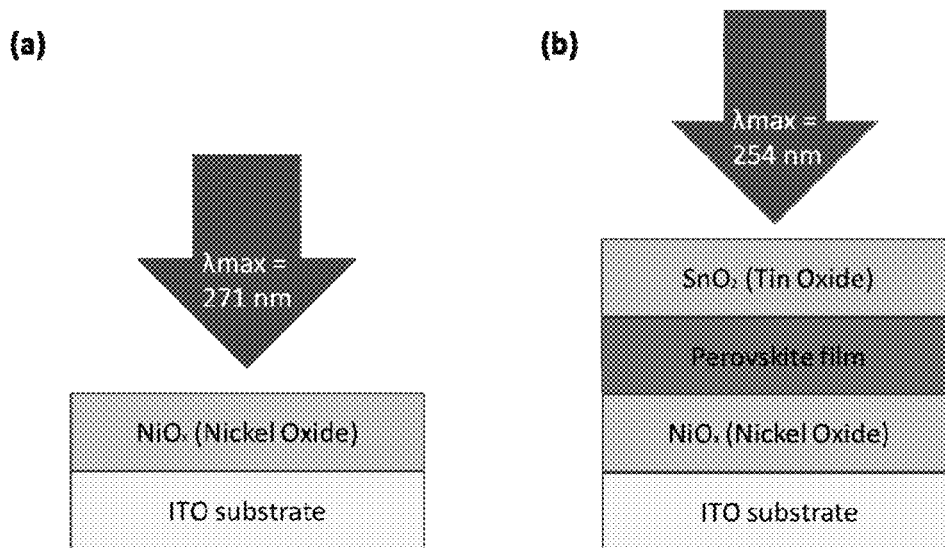 (a)
λmax =
271 nm
NiOₓ (Nickel Oxide)
ITO substrate
(b)
λmax =
254 nm
SnO₂ (Tin Oxide)
Perovskite film
NiOₓ (Nickel Oxide)
ITO substrate